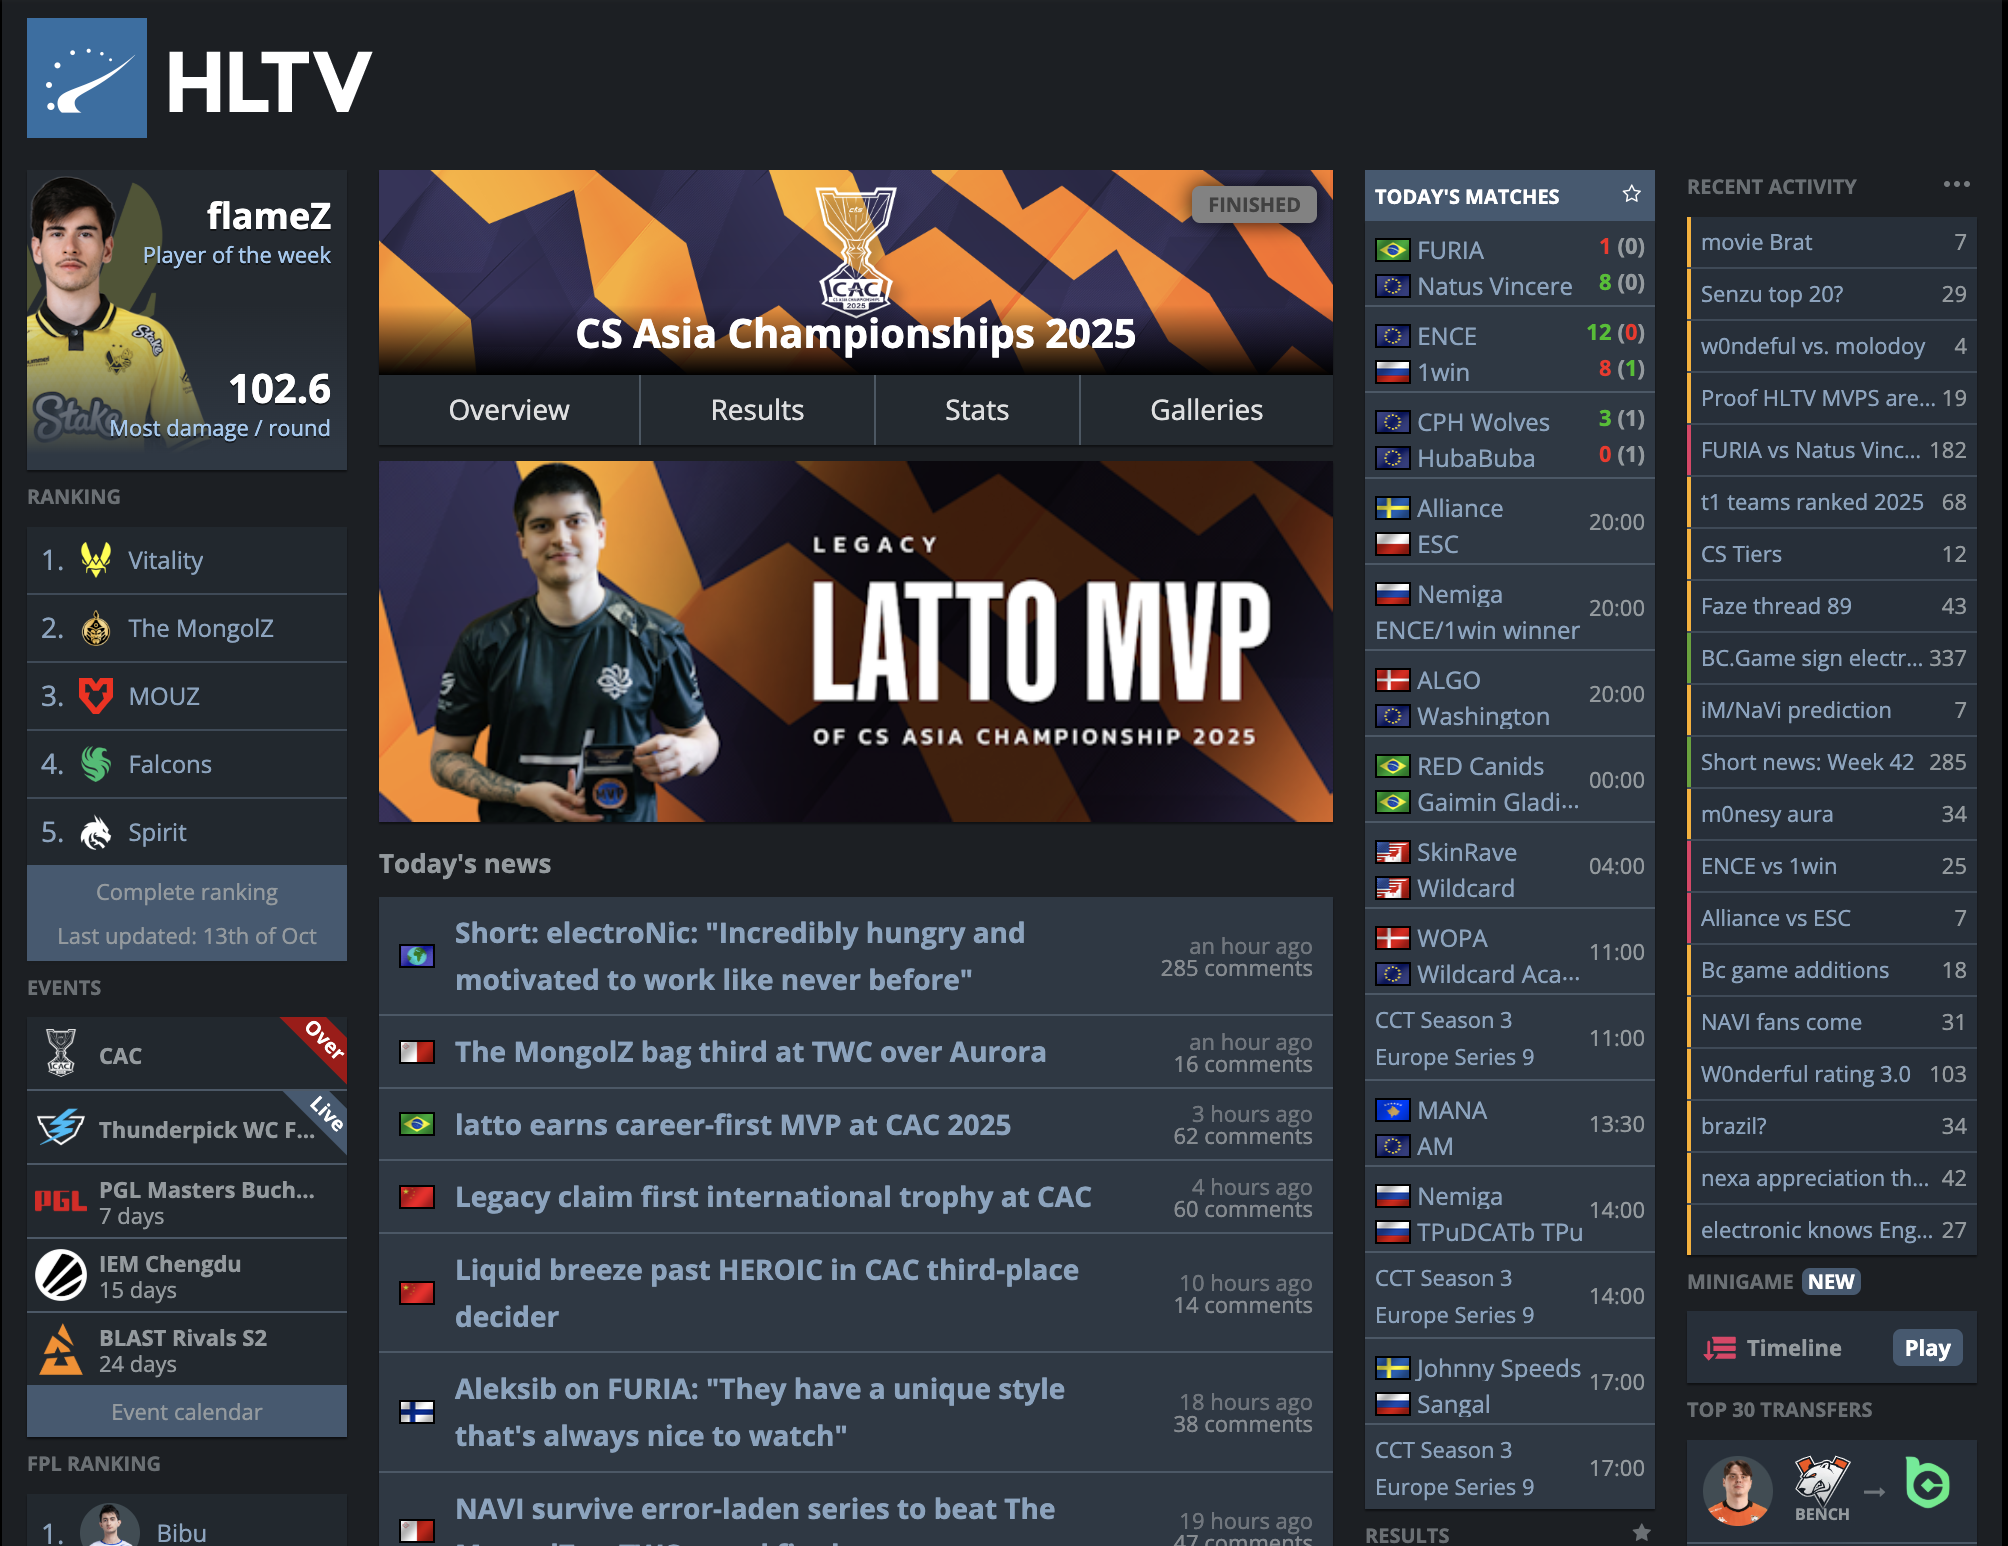 HLTV
flameZ
Player of the week
102.6
Most damage / round
Stake
Stake
RANKING
1. Vitality
2. The MongolZ
3. MOUZ
4. Falcons
5. Spirit
Complete ranking
Last updated: 13th of Oct
EVENTS
CAC
Over
Thunderpick WC F...
Live
PGL
PGL Masters Buch...
7 days
IEM Chengdu
15 days
BLAST Rivals S2
24 days
Event calendar
FPL RANKING
1. Bibu
FINISHED
CAC
2025
CS Asia Championships 2025
Overview
Results
Stats
Galleries
LEGACY
LATTO MVP
OF CS ASIA CHAMPIONSHIP 2025
MVP
Today's news
Short: electroNic: "Incredibly hungry and
motivated to work like never before"
an hour ago
285 comments
The MongolZ bag third at TWC over Aurora
an hour ago
16 comments
latto earns career-first MVP at CAC 2025
3 hours ago
62 comments
Legacy claim first international trophy at CAC
4 hours ago
60 comments
Liquid breeze past HEROIC in CAC third-place
decider
10 hours ago
14 comments
Aleksib on FURIA: "They have a unique style
that's always nice to watch"
18 hours ago
38 comments
NAVI survive error-laden series to beat The
19 hours ago
47 comments
TODAY'S MATCHES
FURIA 1 (0)
Natus Vincere 8 (0)
ENCE 12 (0)
1win 8 (1)
CPH Wolves 3 (1)
HubaBuba 0 (1)
Alliance
ESC
20:00
Nemiga
ENCE/1win winner
20:00
ALGO
Washington
20:00
RED Canids
Gaimin Gladi...
00:00
SkinRave
Wildcard
04:00
WOPA
Wildcard Aca...
11:00
CCT Season 3
Europe Series 9
11:00
MANA
AM
13:30
Nemiga
TPuDCATb TPu
14:00
CCT Season 3
Europe Series 9
14:00
Johnny Speeds
Sangal
17:00
CCT Season 3
Europe Series 9
17:00
RESULTS
RECENT ACTIVITY
movie Brat 7
Senzu top 20? 29
w0ndeful vs. molodoy 4
Proof HLTV MVPS are... 19
FURIA vs Natus Vinc... 182
t1 teams ranked 2025 68
CS Tiers 12
Faze thread 89 43
BC.Game sign electr... 337
iM/NaVi prediction 7
Short news: Week 42 285
m0nesy aura 34
ENCE vs 1win 25
Alliance vs ESC 7
Bc game additions 18
NAVI fans come 31
W0nderful rating 3.0 103
brazil? 34
nexa appreciation th... 42
electronic knows Eng... 27
MINIGAME NEW
Timeline Play
TOP 30 TRANSFERS
BENCH